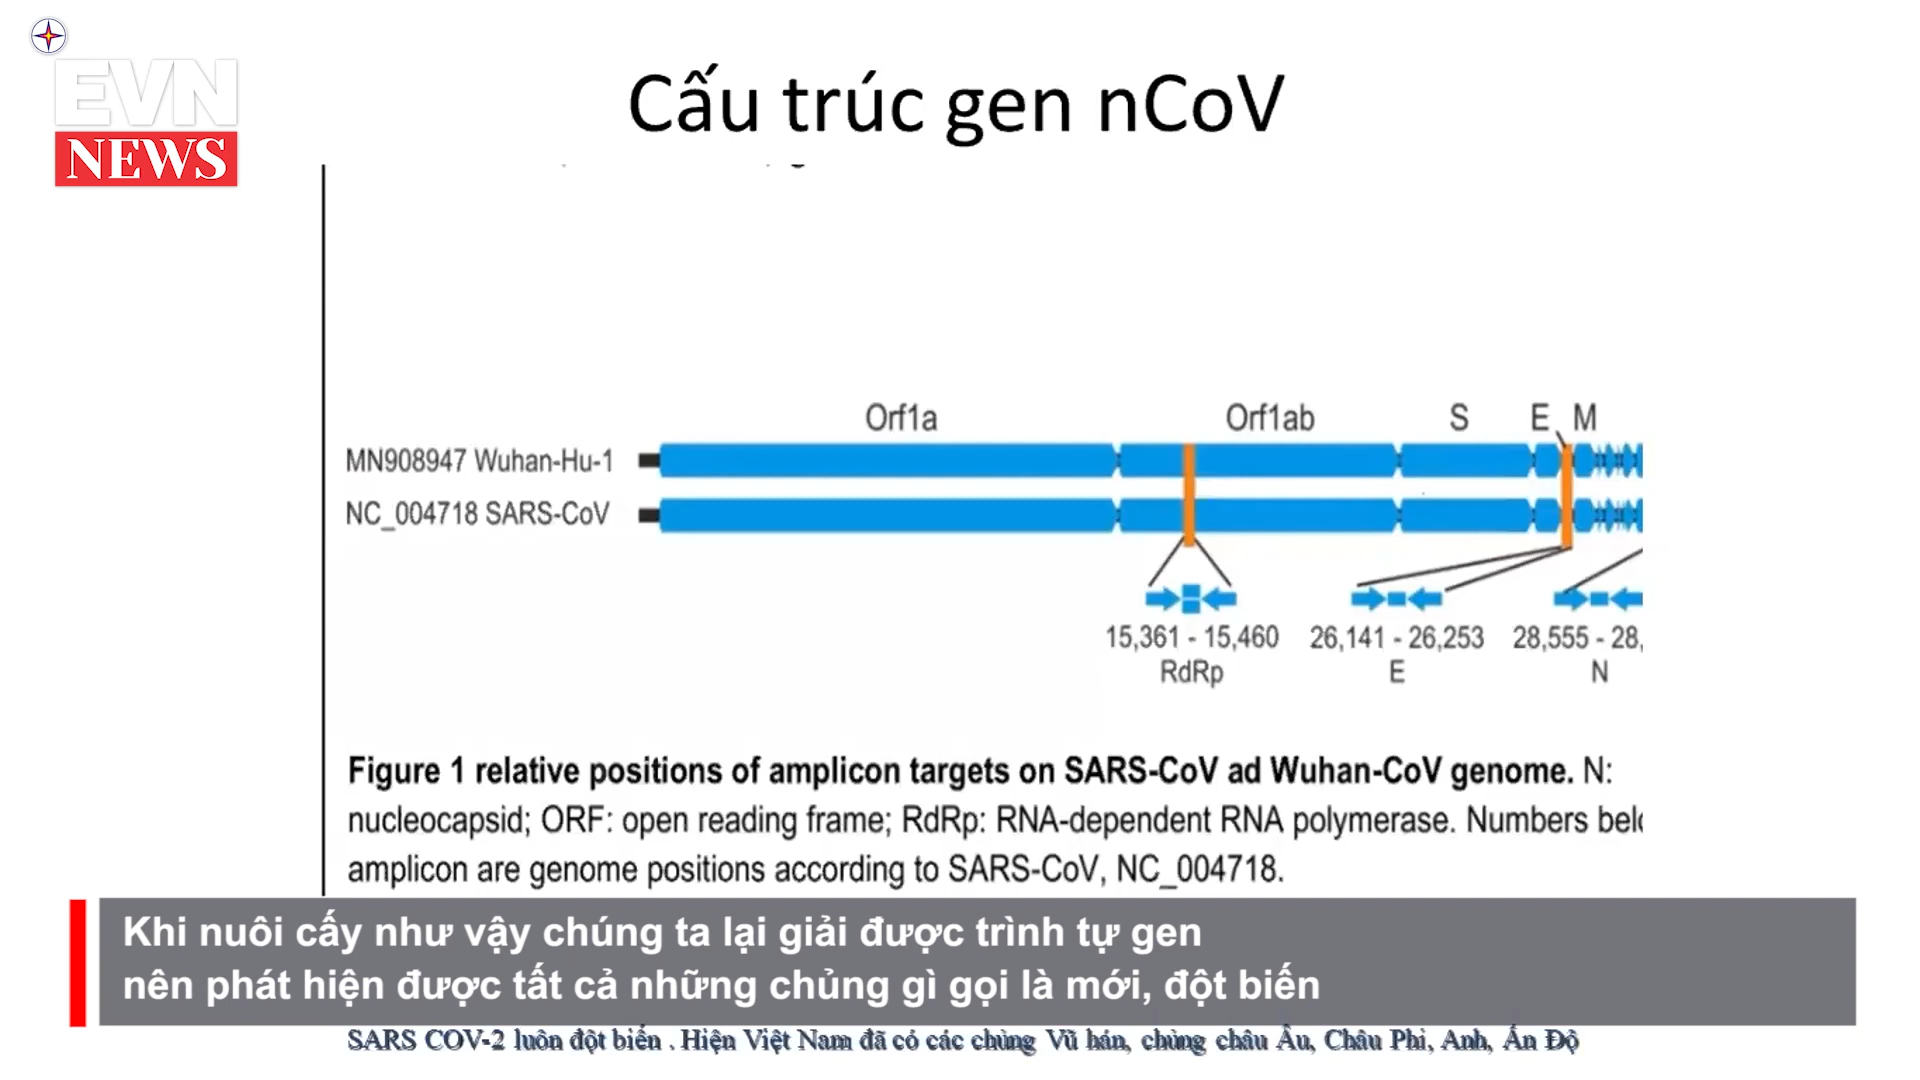 EVN
NEWS
Cấu trúc gen nCoV
Orf1a Orf1ab S E M
MN908947 Wuhan-Hu-1
NC_004718 SARS-CoV
15,361 - 15,460 26,141 - 26,253 28,555 - 28,
RdRp E N
Figure 1 relative positions of amplicon targets on SARS-CoV ad Wuhan-CoV genome. N:
nucleocapsid; ORF: open reading frame; RdRp: RNA-dependent RNA polymerase. Numbers
amplicon are genome positions according to SARS-CoV, NC_004718.
Khi nuôi cấy như vậy chúng ta lại giải được trình tự gen
nên phát hiện được tất cả những chủng gì gọi là mới, đột biến
SARS COV-2 luôn đột biến . Hiện Việt Nam đã có các chủng Vũ hán, chủng châu Âu, Châu Phi, Anh, Ấn Độ